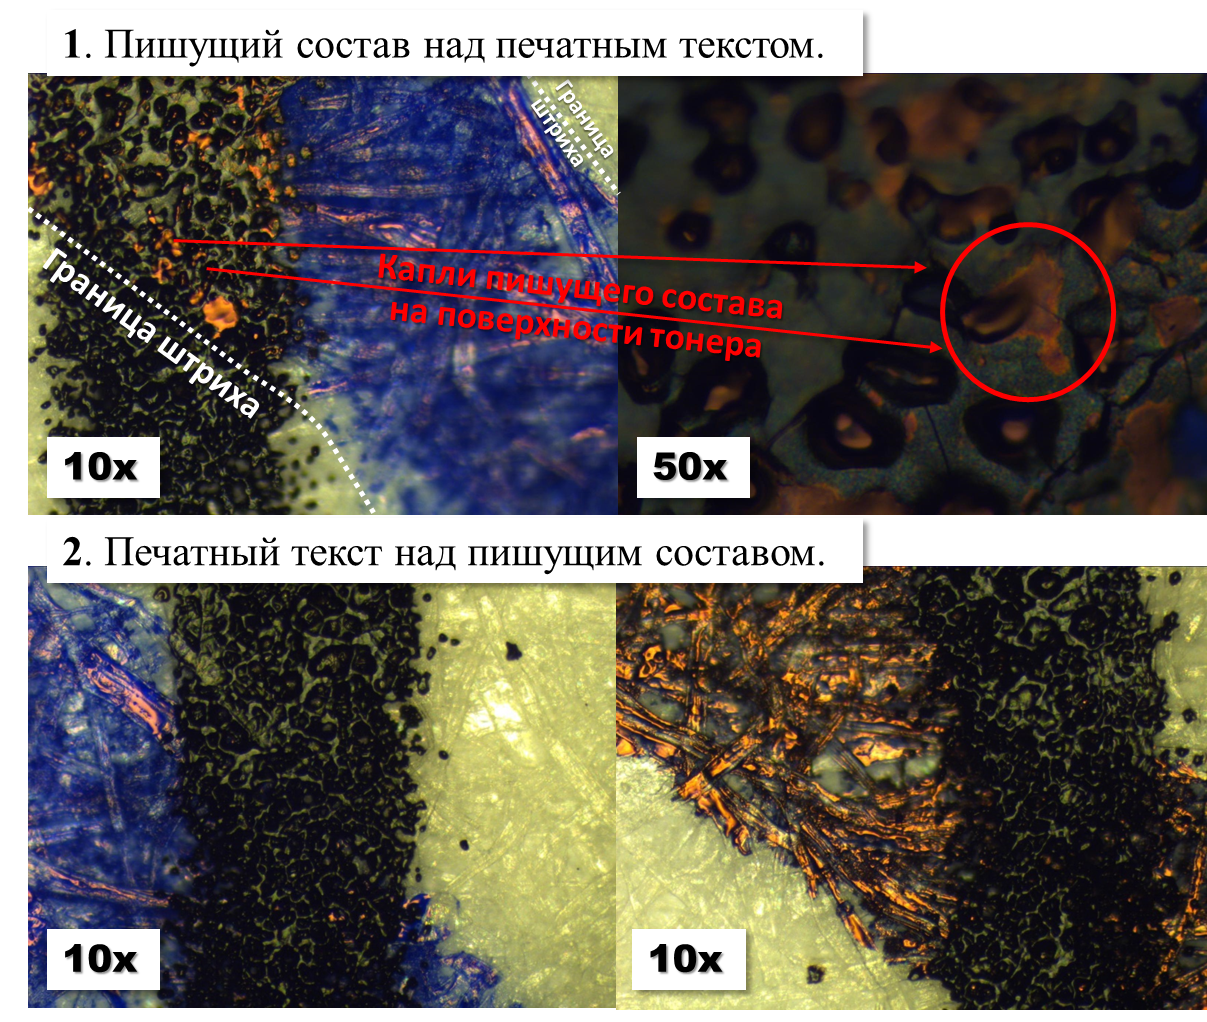 1. Пишущий состав над печатным текстом.
Граница
штриха
Граница штриха
Капли пишущего состава
на поверхности тонера
10x
50x
2. Печатный текст над пишущим составом.
10x
10x